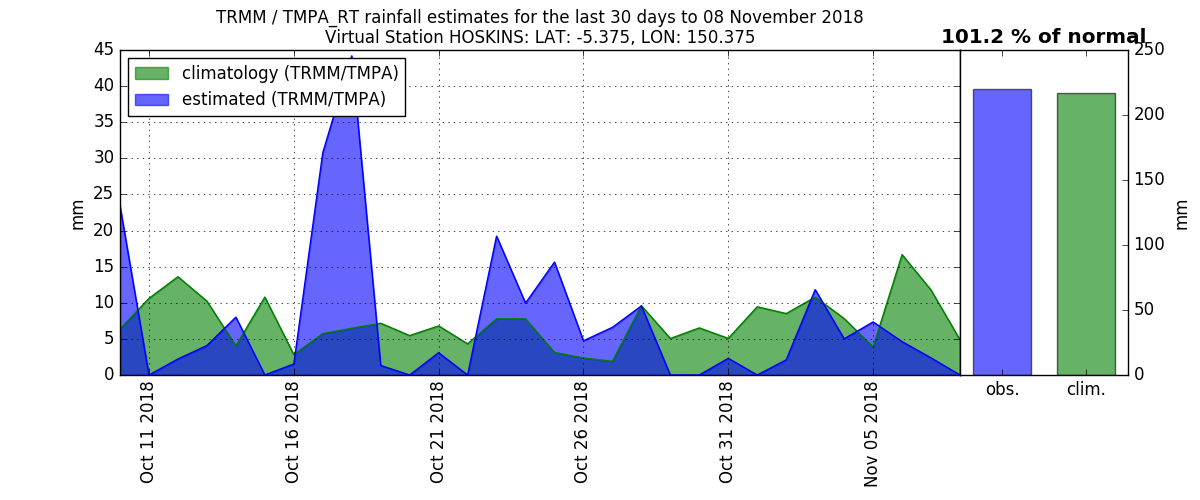 TRMM / TMPA_RT rainfall estimates for the last 30 days to 08 November 2018
Virtual Station HOSKINS: LAT: -5.375, LON: 150.375
101.2 % of normal
climatology (TRMM/TMPA)
estimated (TRMM/TMPA)
45
40
35
30
25
20
15
10
5
0
mm
Oct 11 2018
Oct 16 2018
Oct 21 2018
Oct 26 2018
Oct 31 2018
Nov 05 2018
obs.
clim.
250
200
150
100
50
0
mm